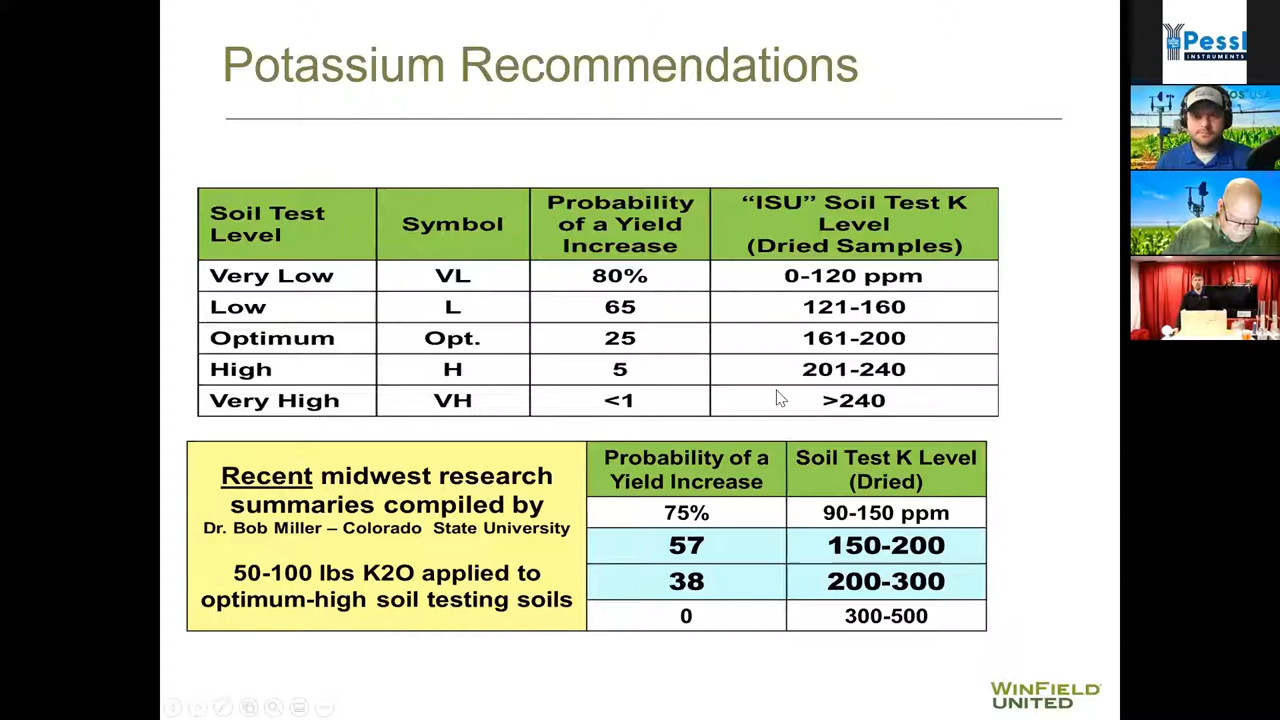 Potassium Recommendations
Soil Test Level
Symbol
Probability of a Yield Increase
“ISU” Soil Test K Level (Dried Samples)
Very Low VL 80% 0-120 ppm
Low L 65 121-160
Optimum Opt. 25 161-200
High H 5 201-240
Very High VH <1 >240
Recent midwest research
summaries compiled by
Dr. Bob Miller – Colorado State University
50-100 lbs K2O applied to
optimum-high soil testing soils
Probability of a Yield Increase
Soil Test K Level (Dried)
75% 90-150 ppm
57 150-200
38 200-300
0 300-500
WINFIELD
UNITED
Pessl
INSTRUMENTS